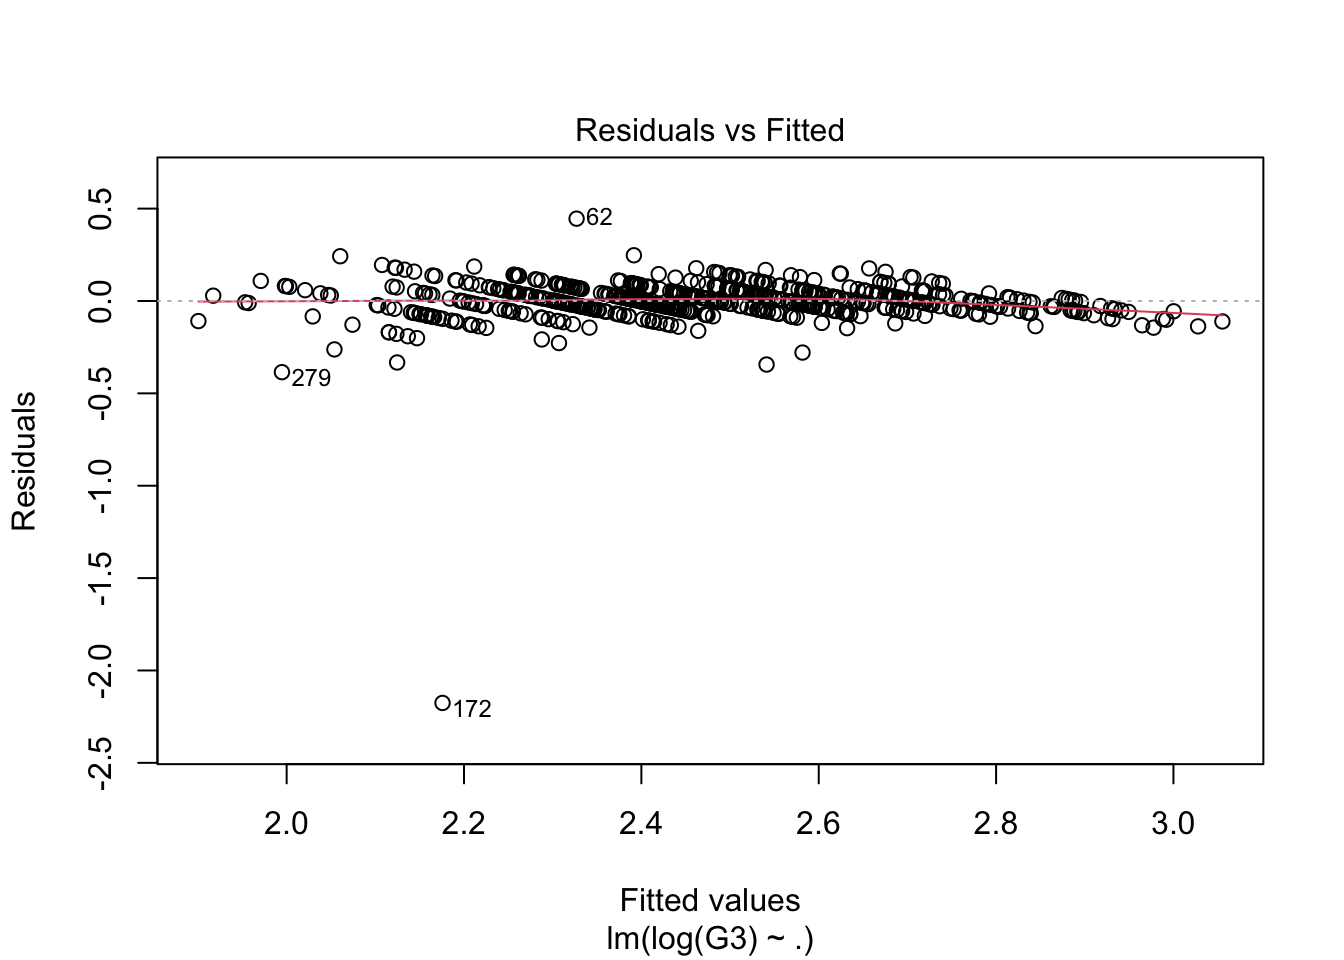 Residuals vs Fitted
Residuals
0.5
0.0
-0.5
-1.0
-1.5
-2.0
-2.5
62
279
172
2.0 2.2 2.4 2.6 2.8 3.0
Fitted values
lm(log(G3) ~ .)